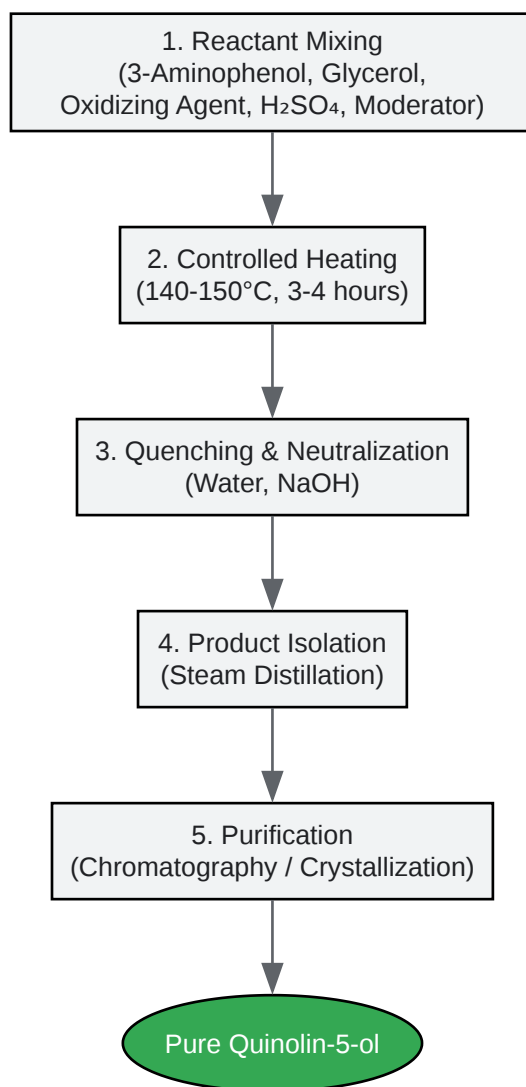 1. Reactant Mixing
(3-Aminophenol, Glycerol,
Oxidizing Agent, H₂SO₄, Moderator)
2. Controlled Heating
(140-150°C, 3-4 hours)
3. Quenching & Neutralization
(Water, NaOH)
4. Product Isolation
(Steam Distillation)
5. Purification
(Chromatography / Crystallization)
Pure Quinolin-5-ol